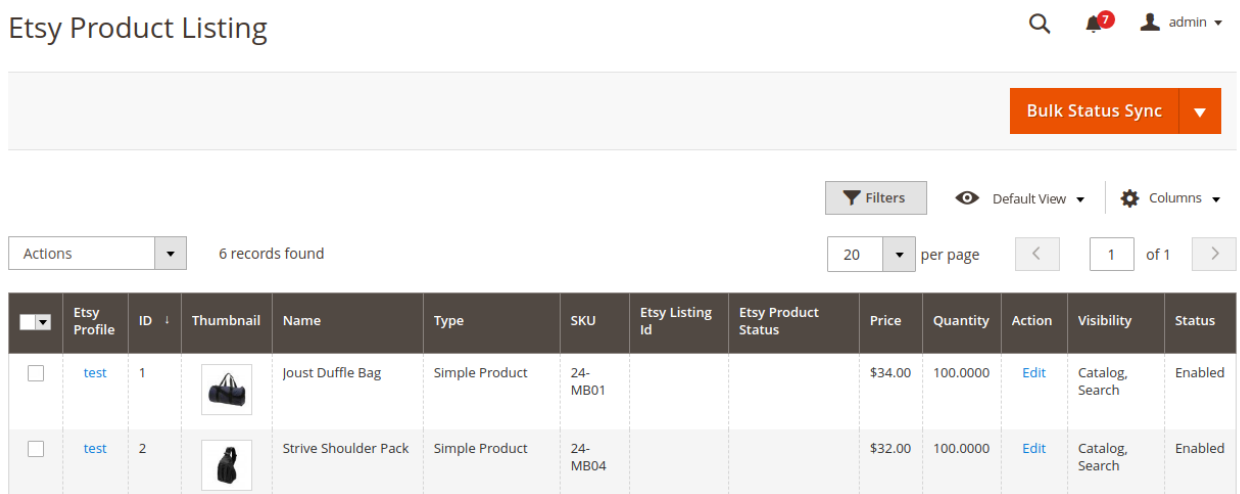 Etsy Product Listing
7
admin
Bulk Status Sync
Filters
Default View
Columns
Actions
6 records found
20
per page
1
of 1
Etsy Profile ID ↓ Thumbnail Name Type SKU Etsy Listing Id Etsy Product Status Price Quantity Action Visibility Status
test 1 Joust Duffle Bag Simple Product 24-MB01 $34.00 100.0000 Edit Catalog, Search Enabled
test 2 Strive Shoulder Pack Simple Product 24-MB04 $32.00 100.0000 Edit Catalog, Search Enabled